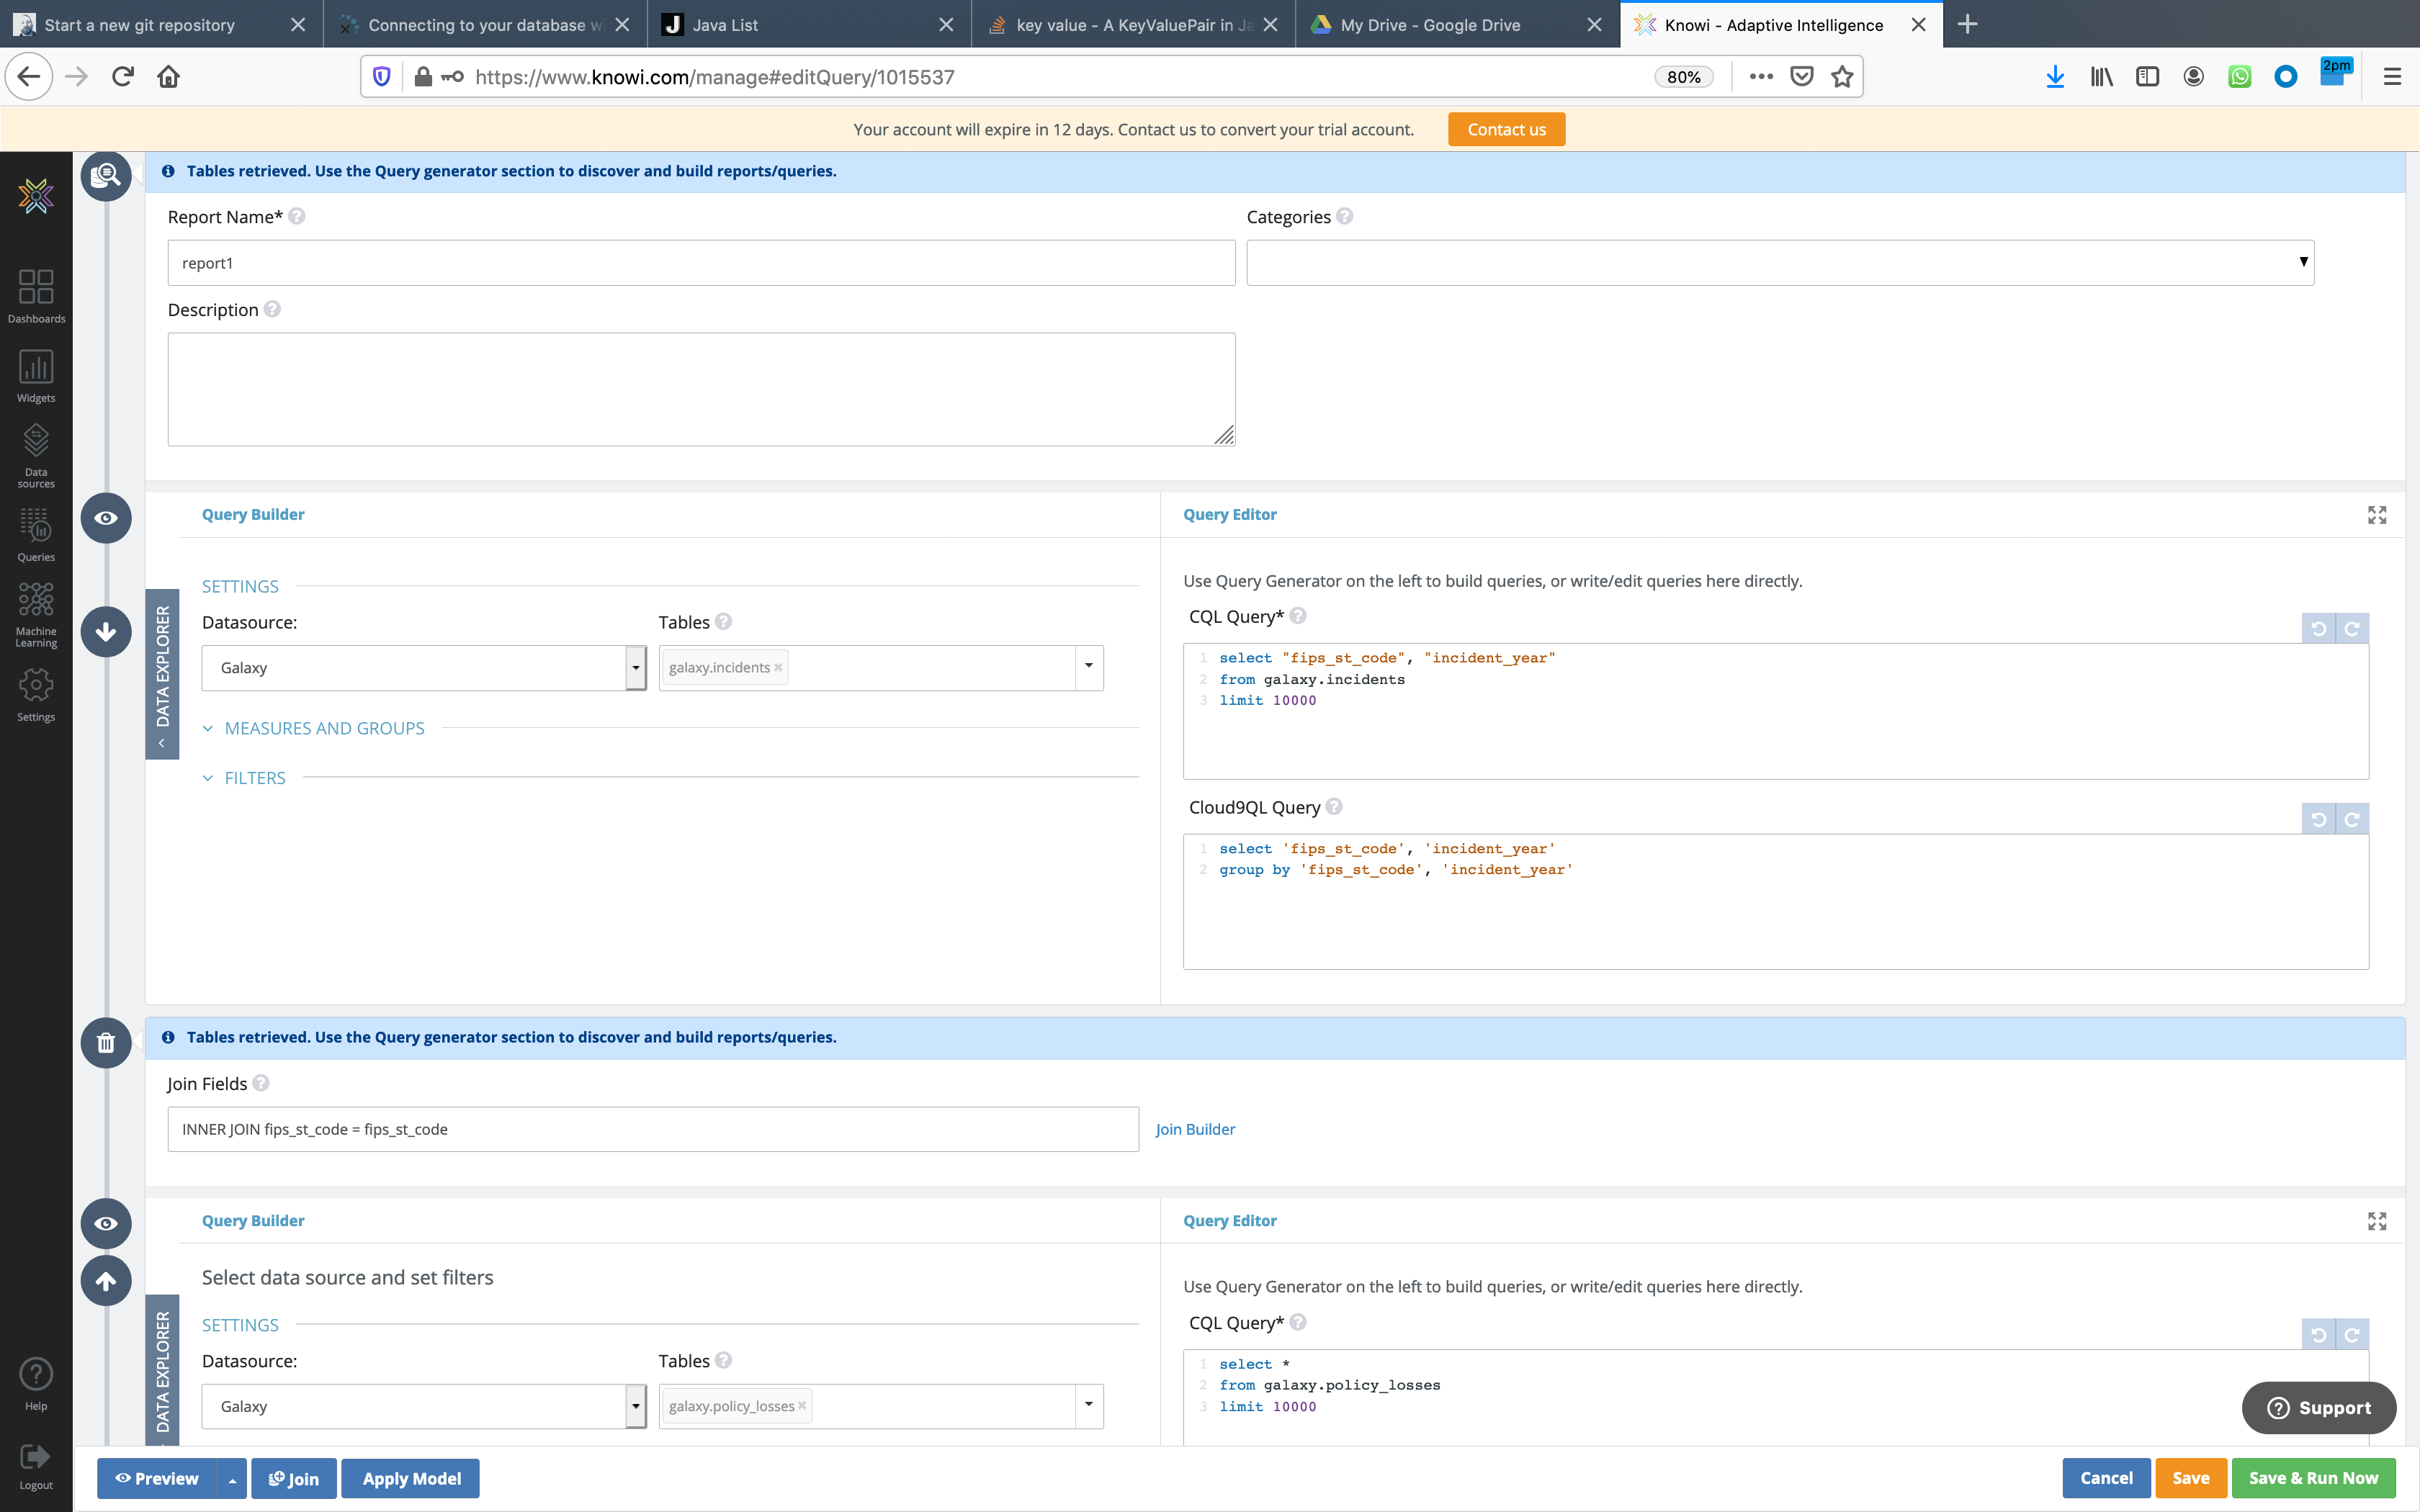 Start a new git repository
Connecting to your database w
Java List
key value - A KeyValuePair in Ja
My Drive - Google Drive
Knowi - Adaptive Intelligence
https://www.knowi.com/manage#editQuery/1015537
80%
2pm
Your account will expire in 12 days. Contact us to convert your trial account.
Contact us
Tables retrieved. Use the Query generator section to discover and build reports/queries.
Report Name*
Categories
report1
Description
Dashboards
Widgets
Data
sources
Queries
Machine
Learning
Settings
Help
Logout
Query Builder
Query Editor
SETTINGS
Datasource:
Tables
Galaxy
galaxy.incidents
MEASURES AND GROUPS
FILTERS
DATA EXPLORER
Use Query Generator on the left to build queries, or write/edit queries here directly.
CQL Query*
1 select "fips_st_code", "incident_year"
2 from galaxy.incidents
3 limit 10000
Cloud9QL Query
1 select 'fips_st_code', 'incident_year'
2 group by 'fips_st_code', 'incident_year'
Tables retrieved. Use the Query generator section to discover and build reports/queries.
Join Fields
INNER JOIN fips_st_code = fips_st_code
Join Builder
Query Builder
Query Editor
Select data source and set filters
SETTINGS
Datasource:
Tables
Galaxy
galaxy.policy_losses
DATA EXPLORER
Use Query Generator on the left to build queries, or write/edit queries here directly.
CQL Query*
1 select *
2 from galaxy.policy_losses
3 limit 10000
Support
Preview
Join
Apply Model
Cancel
Save
Save & Run Now